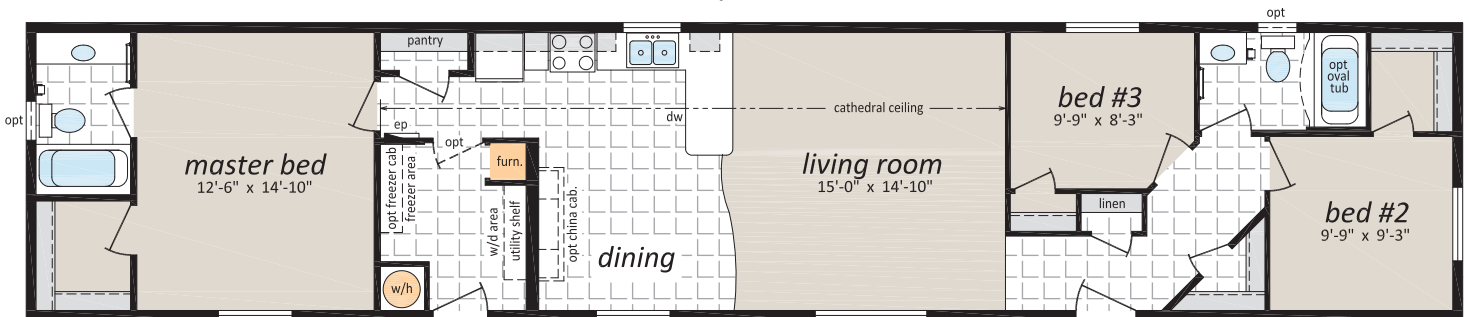 opt
pantry
opt
opt
oval
tub
bed #3
9'-9" x 8'-3"
cathedral ceiling
dw
ep
opt
furn.
master bed
12'-6" x 14'-10"
living room
15'-0" x 14'-10"
opt freezer cab
freezer area
w/d area
utility shelf
opt china cab.
linen
bed #2
9'-9" x 9'-3"
dining
w/h